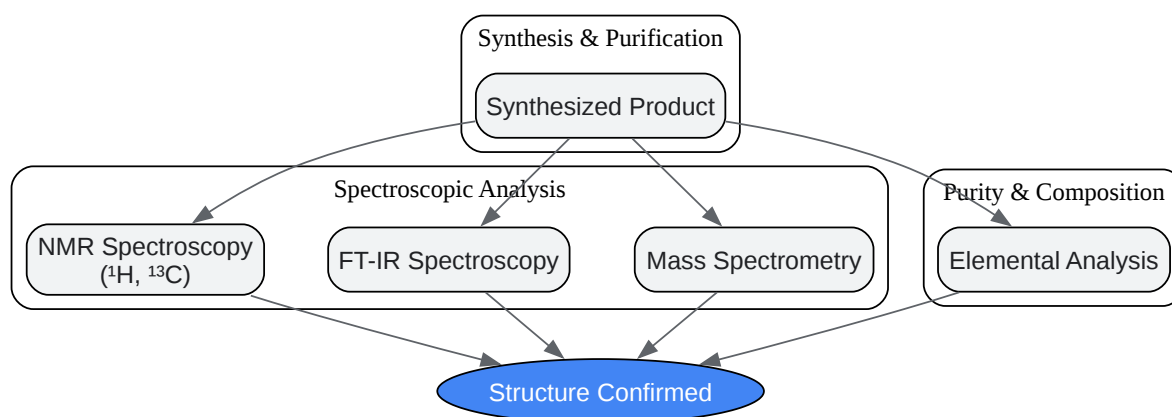 Synthesis & Purification
Synthesized Product
Spectroscopic Analysis
Purity & Composition
NMR Spectroscopy
(¹H, ¹³C)
FT-IR Spectroscopy
Mass Spectrometry
Elemental Analysis
Structure Confirmed